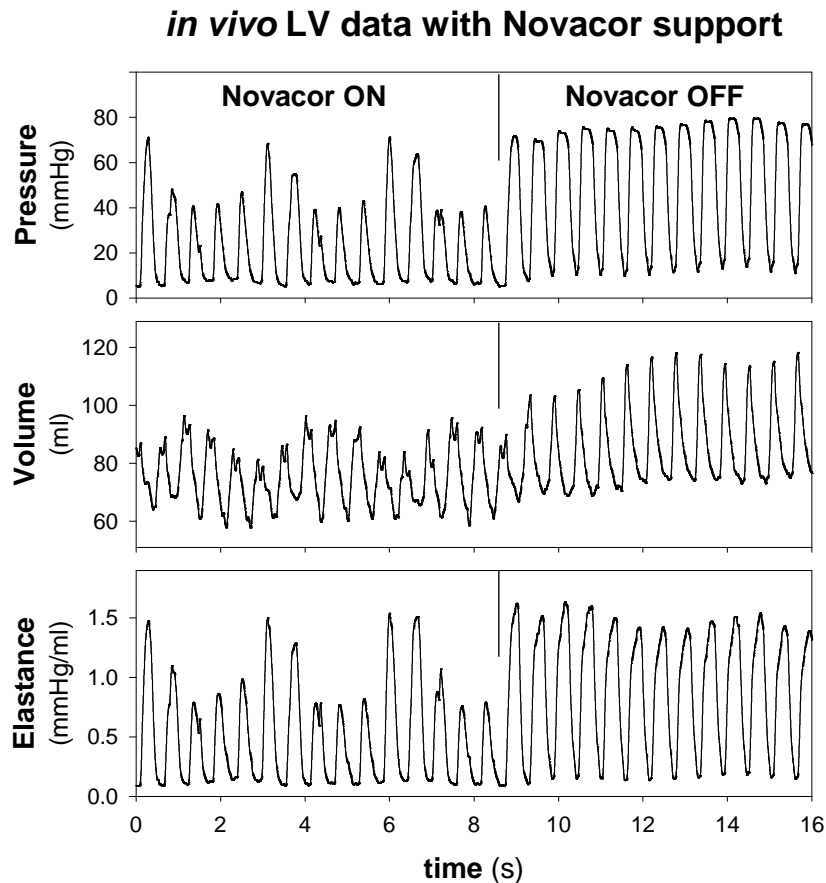 in vivo LV data with Novacor support
Novacor ON Novacor OFF
Pressure
(mmHg)
80
60
40
20
0
Volume
(ml)
120
100
80
60
Elastance
(mmHg/ml)
1.5
1.0
0.5
0.0
0 2 4 6 8 10 12 14 16
time (s)